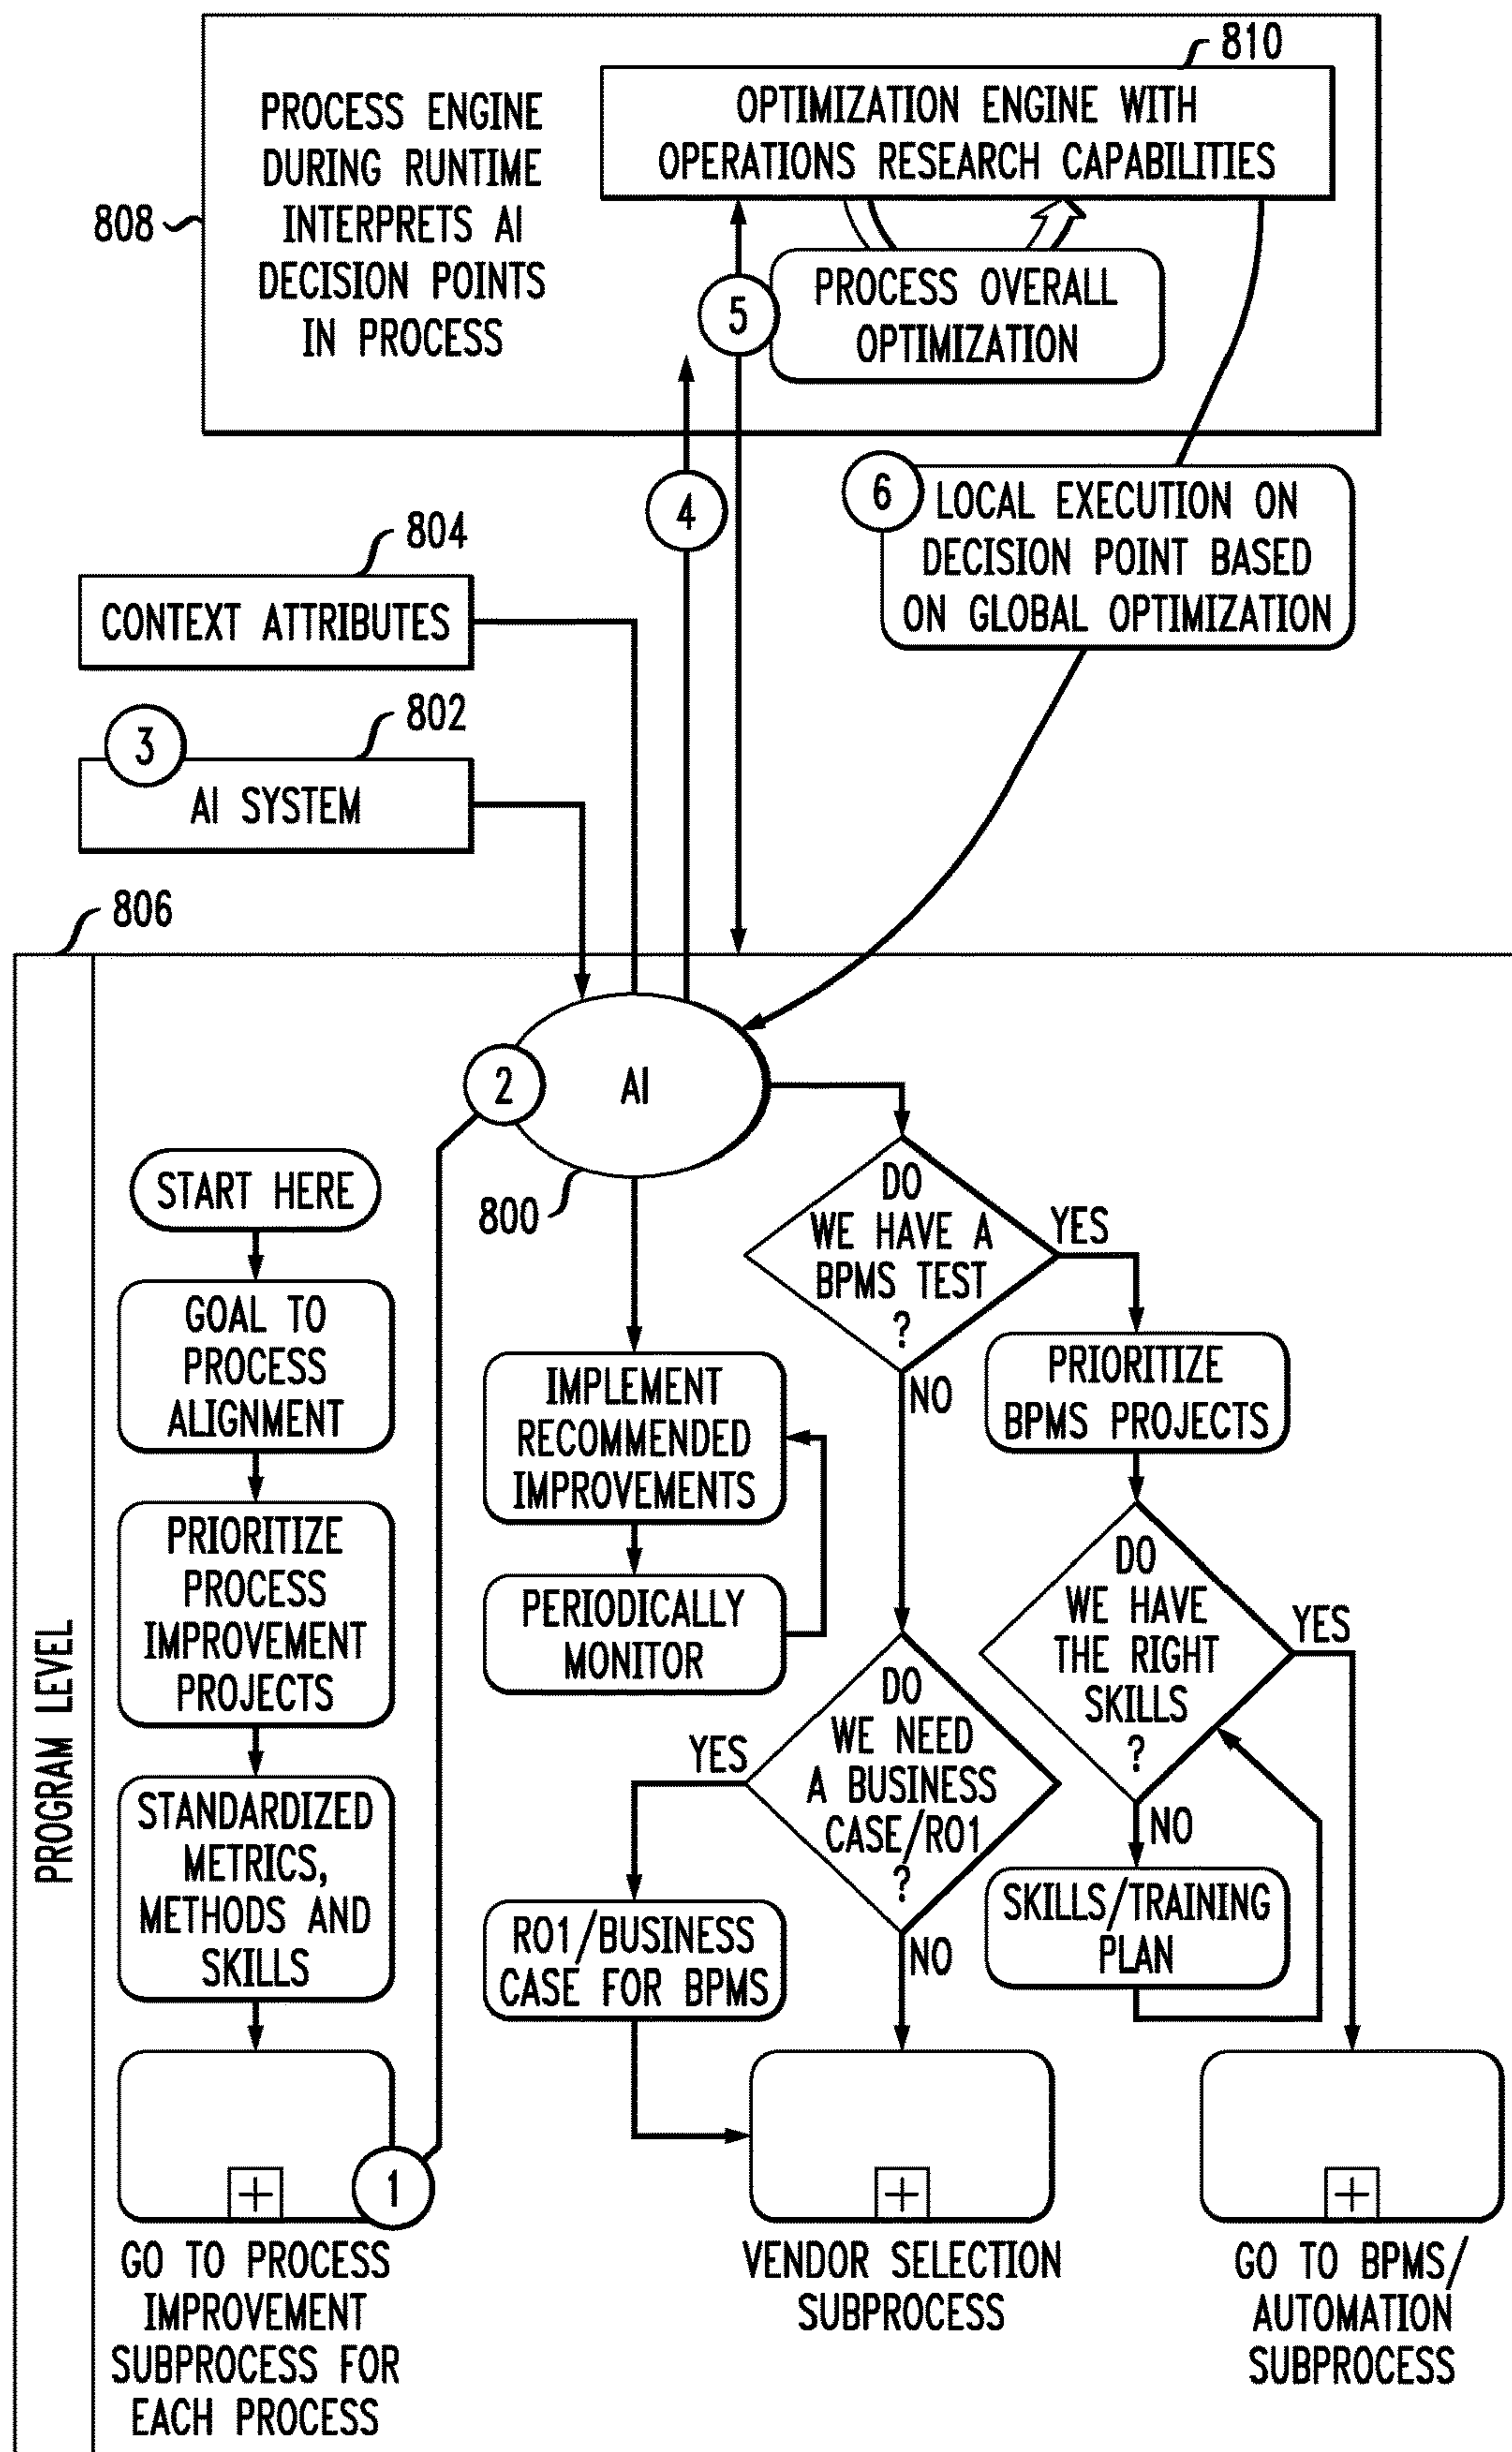 810
PROCESS ENGINE
DURING RUNTIME
INTERPRETS AI
DECISION POINTS
IN PROCESS
OPTIMIZATION ENGINE WITH
OPERATIONS RESEARCH CAPABILITIES
808
5
PROCESS OVERALL
OPTIMIZATION
4
6
LOCAL EXECUTION ON
DECISION POINT BASED
ON GLOBAL OPTIMIZATION
804
CONTEXT ATTRIBUTES
3
802
AI SYSTEM
806
PROGRAM LEVEL
2
AI
800
START HERE
GOAL TO
PROCESS
ALIGNMENT
PRIORITIZE
PROCESS
IMPROVEMENT
PROJECTS
STANDARDIZED
METRICS,
METHODS AND
SKILLS
+
1
GO TO PROCESS
IMPROVEMENT
SUBPROCESS FOR
EACH PROCESS
IMPLEMENT
RECOMMENDED
IMPROVEMENTS
PERIODICALLY
MONITOR
DO
WE HAVE A
BPMS TEST
?
YES
NO
PRIORITIZE
BPMS PROJECTS
DO
WE HAVE
THE RIGHT
SKILLS
?
YES
NO
SKILLS/TRAINING
PLAN
DO
WE NEED
A BUSINESS
CASE/RO1
?
YES
NO
RO1/BUSINESS
CASE FOR BPMS
+
VENDOR SELECTION
SUBPROCESS
+
GO TO BPMS/
AUTOMATION
SUBPROCESS